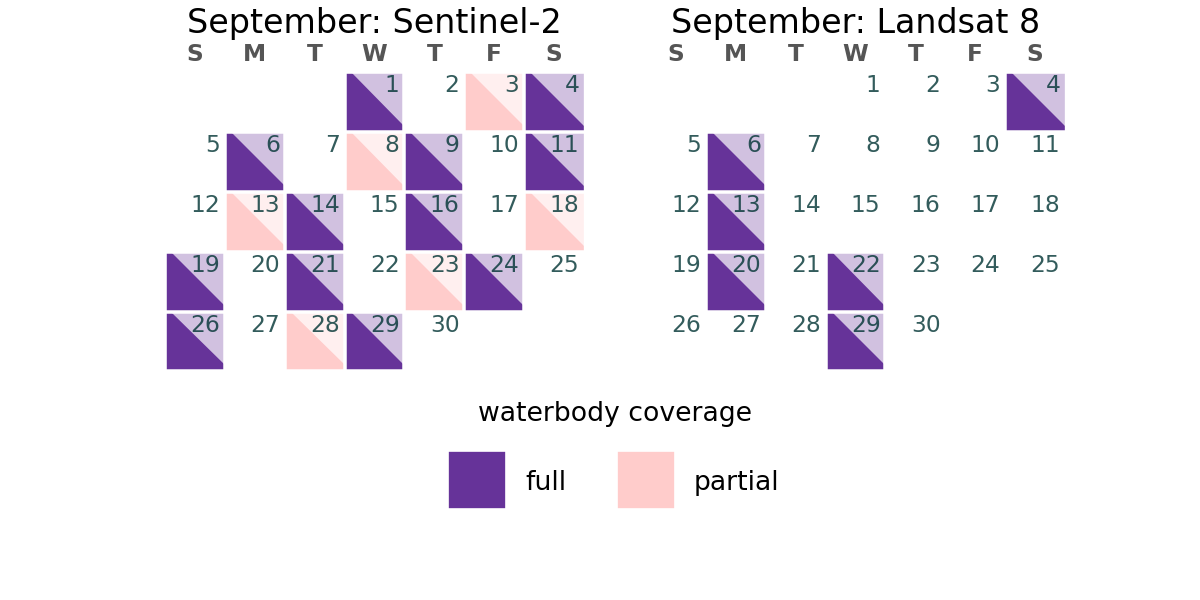 September: Sentinel-2
S M T W T F S
1 2 3 4
5 6 7 8 9 10 11
12 13 14 15 16 17 18
19 20 21 22 23 24 25
26 27 28 29 30
September: Landsat 8
S M T W T F S
1 2 3 4
5 6 7 8 9 10 11
12 13 14 15 16 17 18
19 20 21 22 23 24 25
26 27 28 29 30
waterbody coverage
full
partial